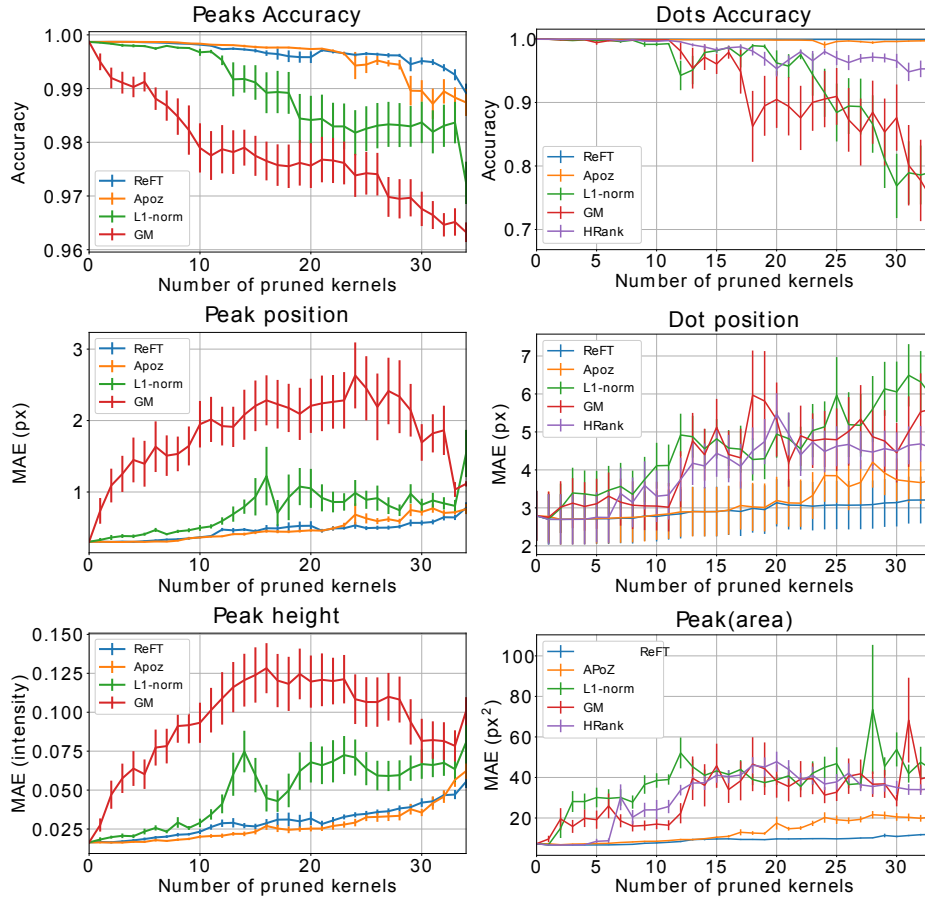 Peaks Accuracy
Accuracy
1.00
0.99
0.98
0.97
0.96
ReFT
Apoz
L1-norm
GM
0 10 20 30
Number of pruned kernels
Dots Accuracy
Accuracy
1.0
0.9
0.8
0.7
ReFT
Apoz
L1-norm
GM
HRank
0 5 10 15 20 25 30
Number of pruned kernels
Peak position
MAE (px)
3
2
1
ReFT
Apoz
L1-norm
GM
0 10 20 30
Number of pruned kernels
Dot position
MAE (px)
7
6
5
4
3
2
ReFT
Apoz
L1-norm
GM
HRank
0 5 10 15 20 25 30
Number of pruned kernels
Peak height
MAE (intensity)
0.150
0.125
0.100
0.075
0.050
0.025
ReFT
Apoz
L1-norm
GM
0 10 20 30
Number of pruned kernels
Peak(area)
MAE (px²)
100
80
60
40
20
ReFT
APoZ
L1-norm
GM
HRank
0 5 10 15 20 25 30
Number of pruned kernels